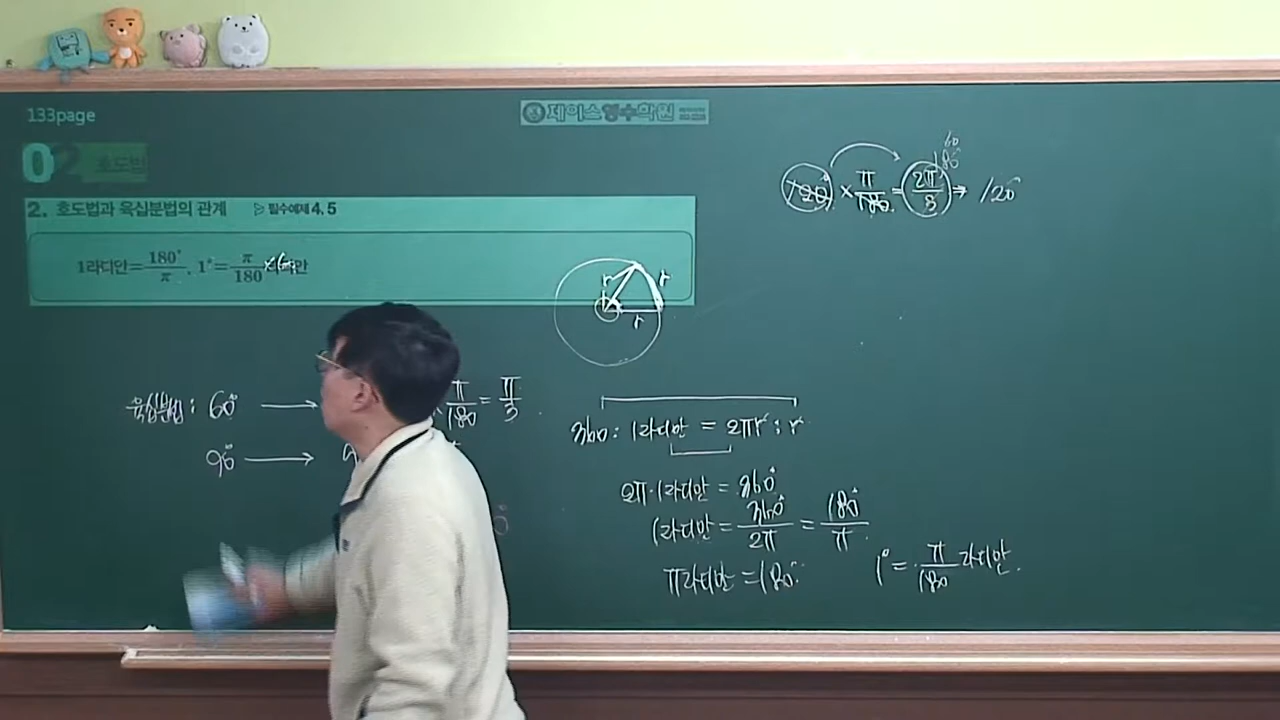 133page
제이스영수학원
02 호도법
2. 호도법과 육십분법의 관계 ▷ 필수예제 4, 5
1라디안=180°/π, 1°=π/180 ×60
120° × π/180 = 2π/3 ⇒ 120°
60
180°
r r
r
육십분법 : 60° → π/180 = π/3
90° → 9
360 : 1라디안 = 2πr : r
2π·1라디안 = 360°
1라디안 = 360°/2π = 180°/π
π라디안 = 180°
1° = π/180 라디안